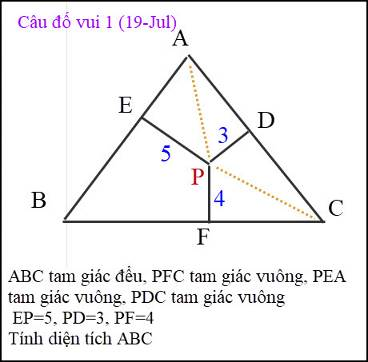 Câu đố vui 1 (19-Jul)
A
E
D
3
5
P
B
4
C
F
ABC tam giác đều, PFC tam giác vuông, PEA
tam giác vuông, PDC tam giác vuông
EP=5, PD=3, PF=4
Tính diện tích ABC